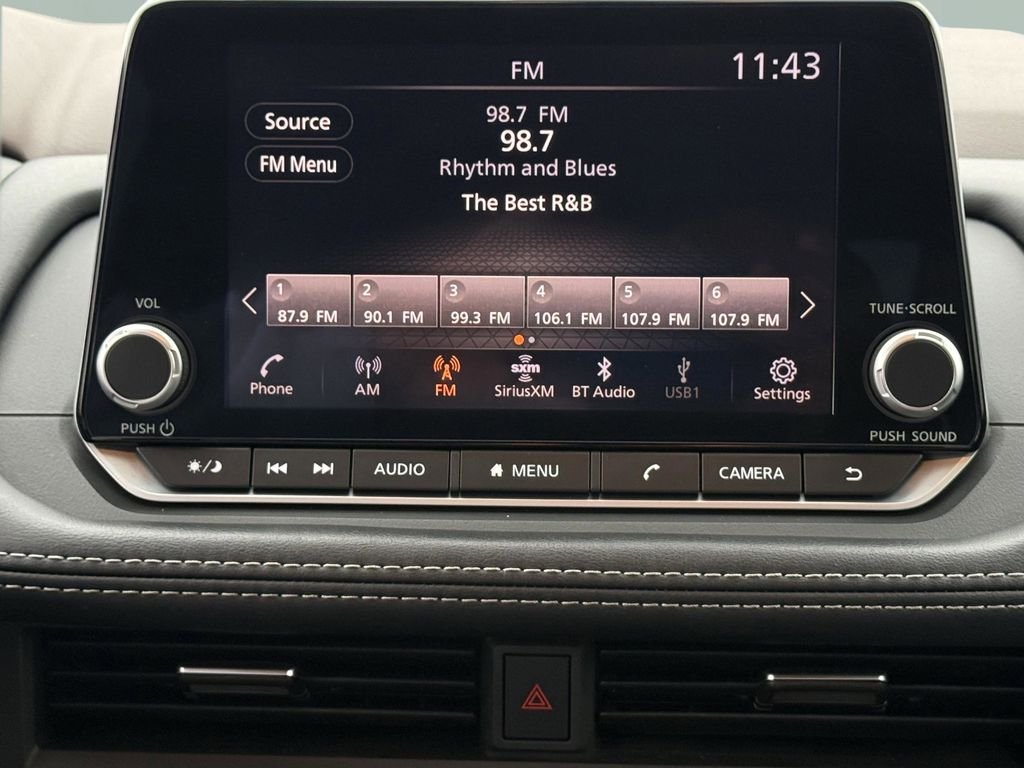 FM
11:43
Source
98.7 FM
98.7
FM Menu
Rhythm and Blues
The Best R&B
1
2
3
4
5
6
87.9 FM
90.1 FM
99.3 FM
106.1 FM
107.9 FM
107.9 FM
VOL
TUNE·SCROLL
Phone
AM
FM
sxm
SiriusXM
BT Audio
USB1
Settings
PUSH
PUSH SOUND
AUDIO
MENU
CAMERA